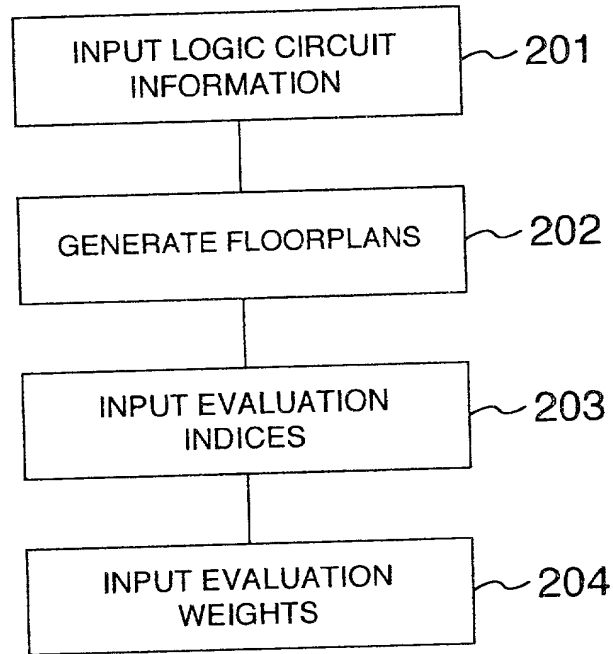 INPUT LOGIC CIRCUIT
INFORMATION
201
GENERATE FLOORPLANS
202
INPUT EVALUATION
INDICES
203
INPUT EVALUATION
WEIGHTS
204